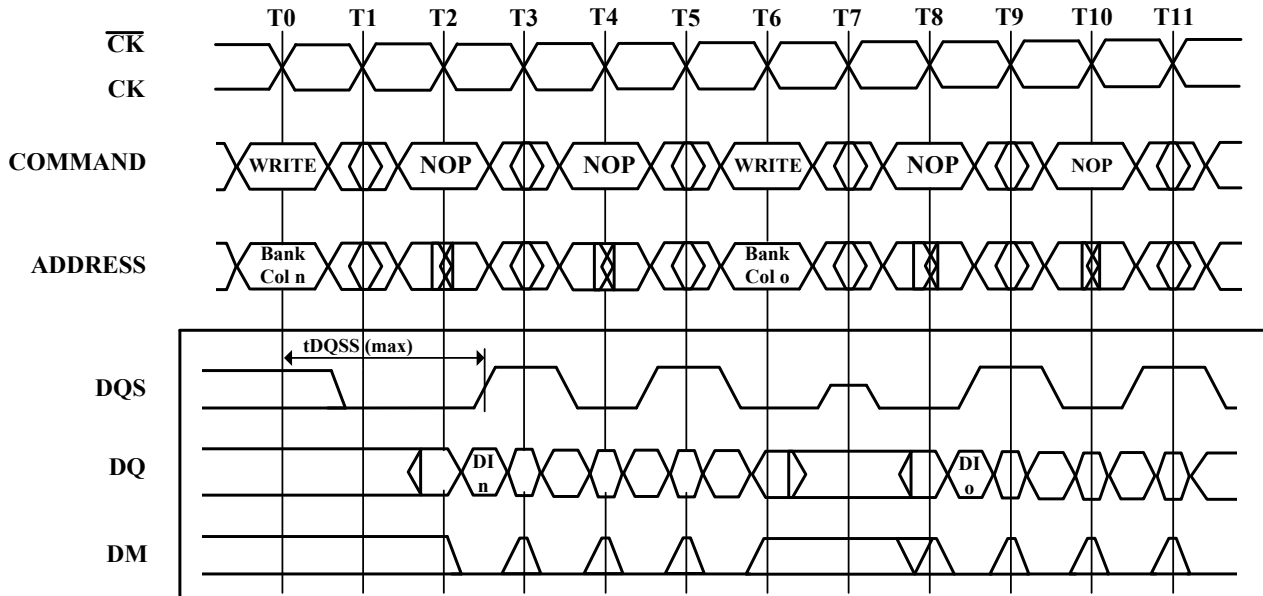 T0 T1 T2 T3 T4 T5 T6 T7 T8 T9 T10 T11
CK
CK
COMMAND WRITE NOP NOP WRITE NOP NOP
ADDRESS Bank Col n Bank Col o
tDQSS (max)
DQS
DQ DI n DI o
DM